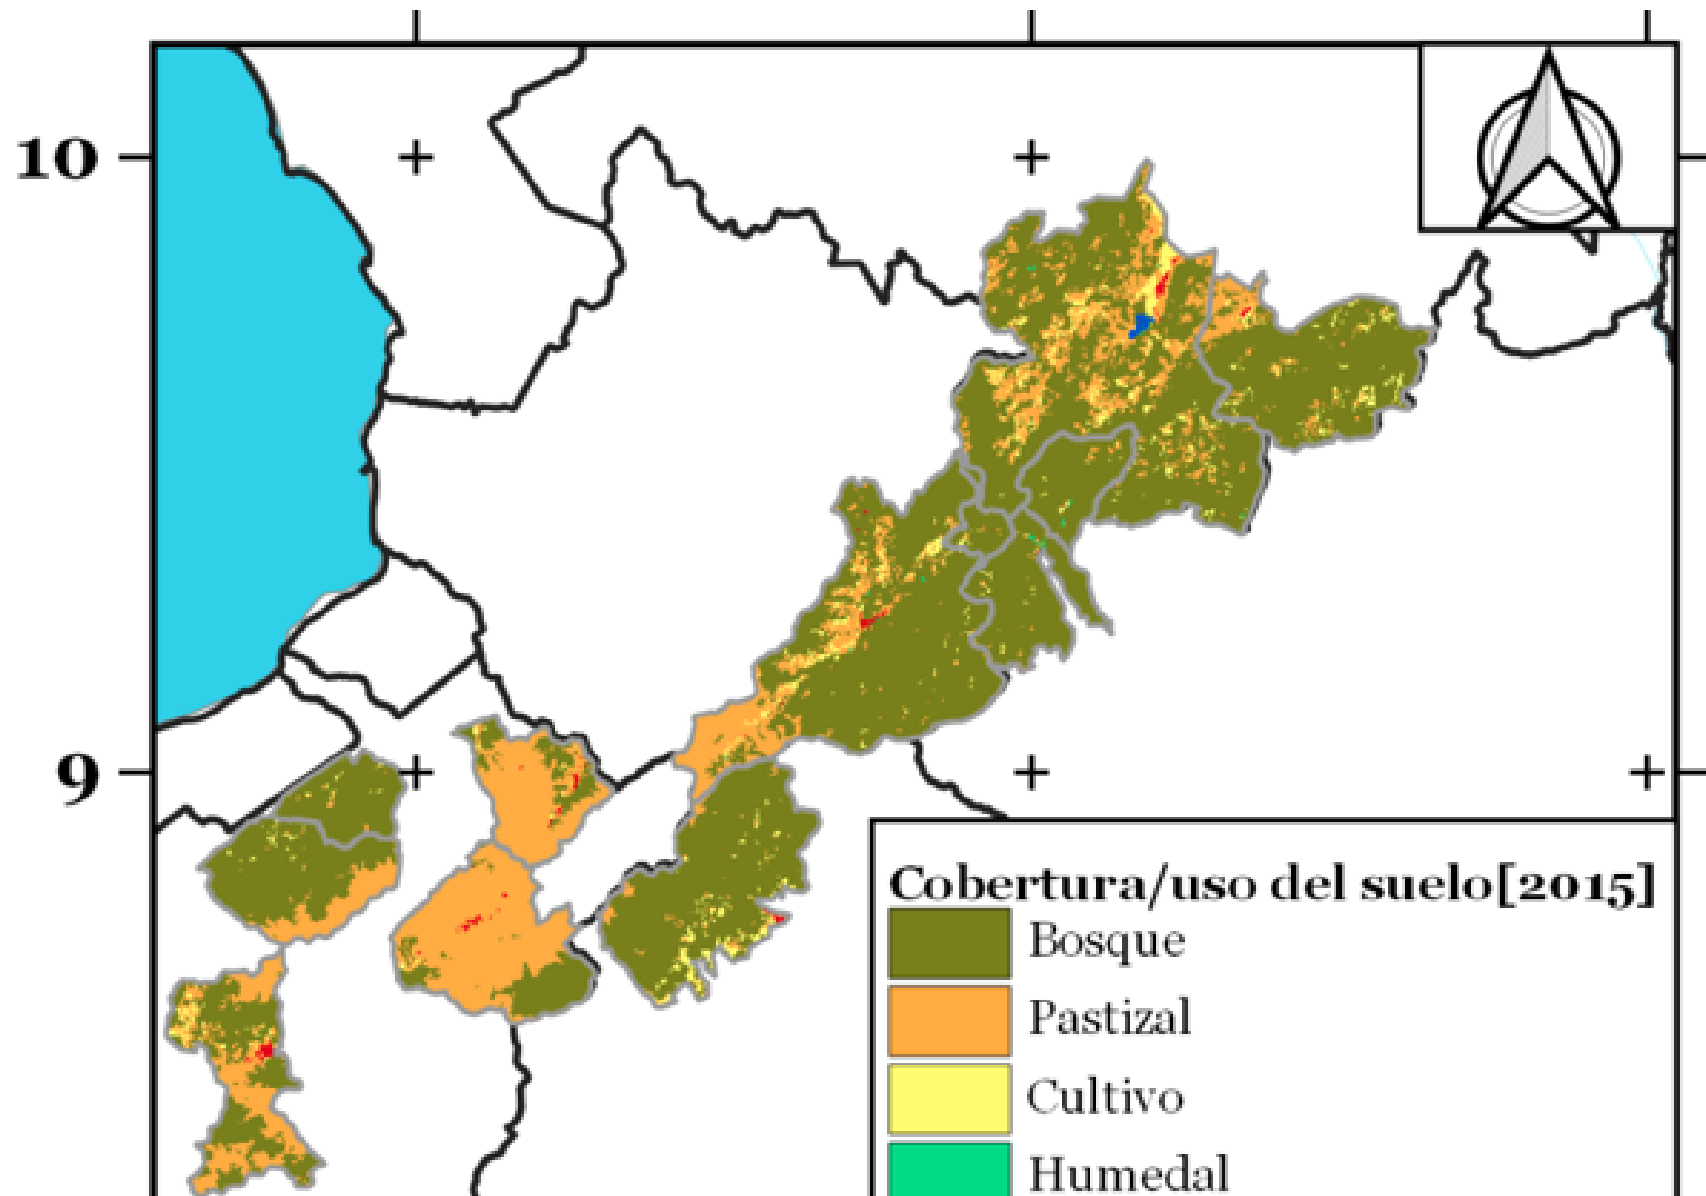 10
9
Cobertura/uso del suelo[2015]
Bosque
Pastizal
Cultivo
Humedal